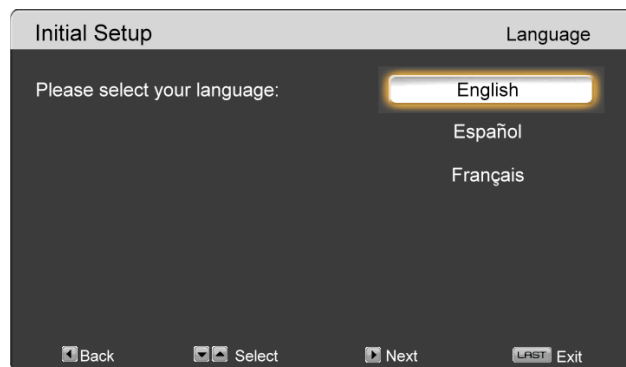 Initial Setup Language
Please select your language: English
Español
Français
Back Select Next LAST Exit